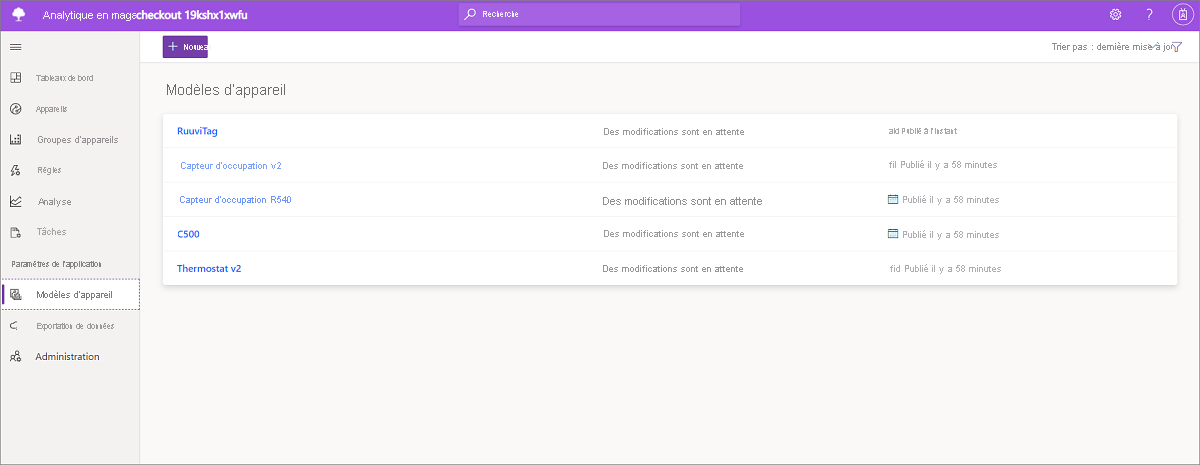 Analytique en magacheckout 19kshx1xwfu
Recherche
Nouveau
Trier pas : dernière mise à jo
Tableaux de bord
Appareils
Groupes d'appareils
Règles
Analyse
Tâches
Paramètres de l'application
Modèles d'appareil
Exportation de données
Administration
Modèles d'appareil
RuuviTag Des modifications sont en attente aid Publié à l'instant
Capteur d'occupation v2 Des modifications sont en attente fil Publié il y a 58 minutes
Capteur d'occupation R540 Des modifications sont en attente Publié il y a 58 minutes
C500 Des modifications sont en attente Publié il y a 58 minutes
Thermostat v2 Des modifications sont en attente fid Publié il y a 58 minutes